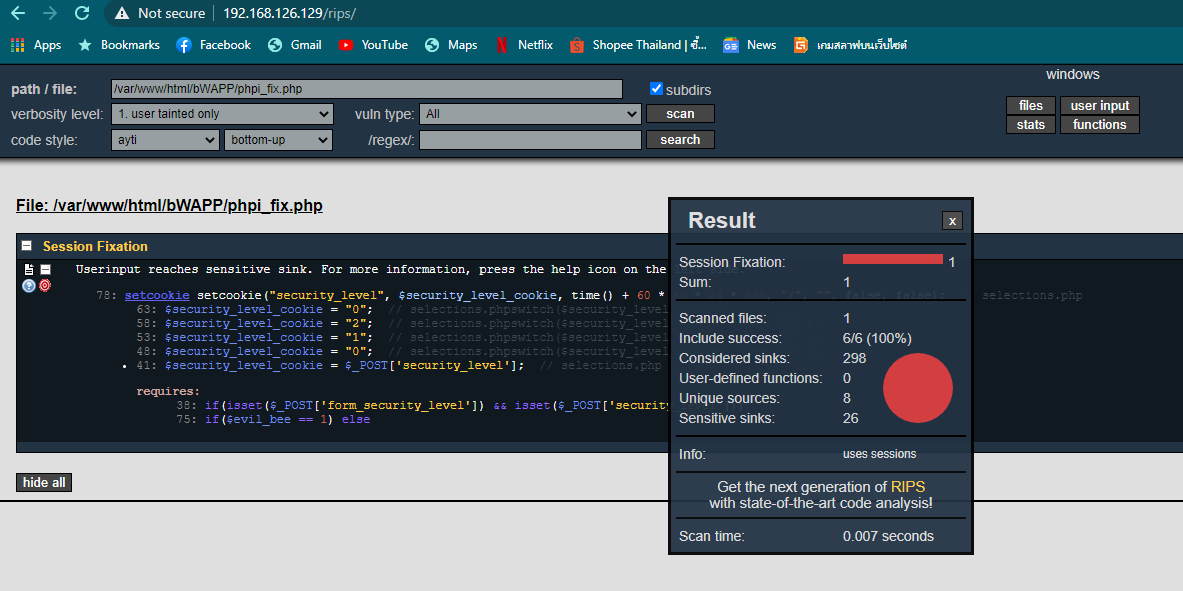 Not secure | 192.168.126.129/rips/
Apps Bookmarks Facebook Gmail YouTube Maps Netflix Shopee Thailand | ซื้... News เกมสลาฟบนเว็บไซต์
windows
path / file: /var/www/html/bWAPP/phpi_fix.php subdirs
files user input
verbosity level: 1. user tainted only vuln type: All scan
stats functions
code style: ayti bottom-up /regex/: search
File: /var/www/html/bWAPP/phpi_fix.php
Session Fixation
Userinput reaches sensitive sink. For more information, press the help icon on the left side.
78: setcookie setcookie("security_level", $security_level_cookie, time() + 60 * selections.php
63: $security_level_cookie = "0"; // selections.phpswitch($security_level
58: $security_level_cookie = "2"; // selections.phpswitch($security_level
53: $security_level_cookie = "1"; // selections.phpswitch($security_level
48: $security_level_cookie = "0"; // selections.phpswitch($security_level
41: $security_level_cookie = $_POST['security_level']; // selections.php
requires:
38: if(isset($_POST['form_security_level']) && isset($_POST['security_level']))
75: if($evil_bee == 1) else
hide all
Result
x
Session Fixation: 1
Sum: 1
Scanned files: 1
Include success: 6/6 (100%)
Considered sinks: 298
User-defined functions: 0
Unique sources: 8
Sensitive sinks: 26
Info: uses sessions
Get the next generation of RIPS
with state-of-the-art code analysis!
Scan time: 0.007 seconds